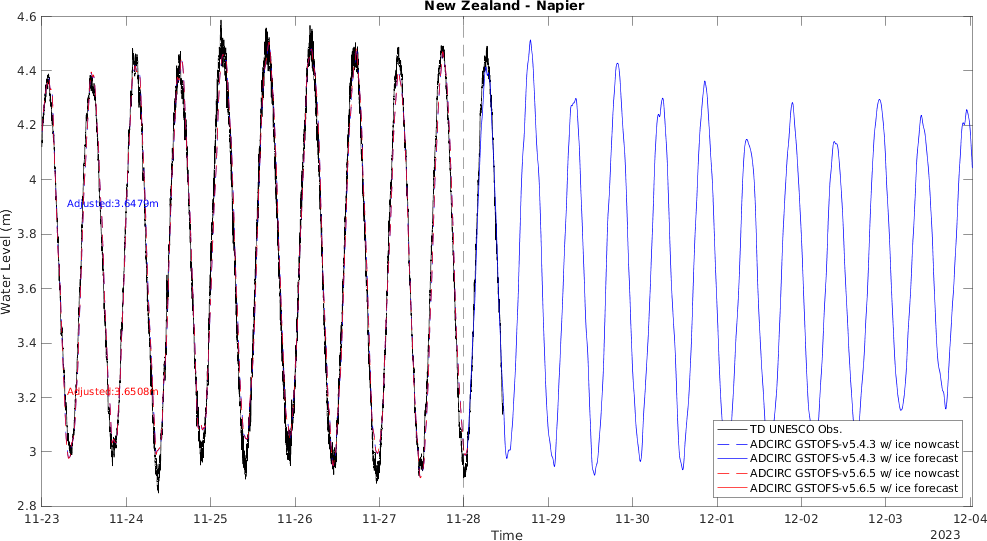 New Zealand - Napier
4.6
4.4
4.2
4
3.8
3.6
3.4
3.2
3
2.8
Water Level (m)
Adjusted:3.6479m
Adjusted:3.6508m
TD UNESCO Obs.
ADCIRC GSTOFS-v5.4.3 w/ ice nowcast
ADCIRC GSTOFS-v5.4.3 w/ ice forecast
ADCIRC GSTOFS-v5.6.5 w/ ice nowcast
ADCIRC GSTOFS-v5.6.5 w/ ice forecast
11-23 11-24 11-25 11-26 11-27 11-28 11-29 11-30 12-01 12-02 12-03 12-04
Time
2023